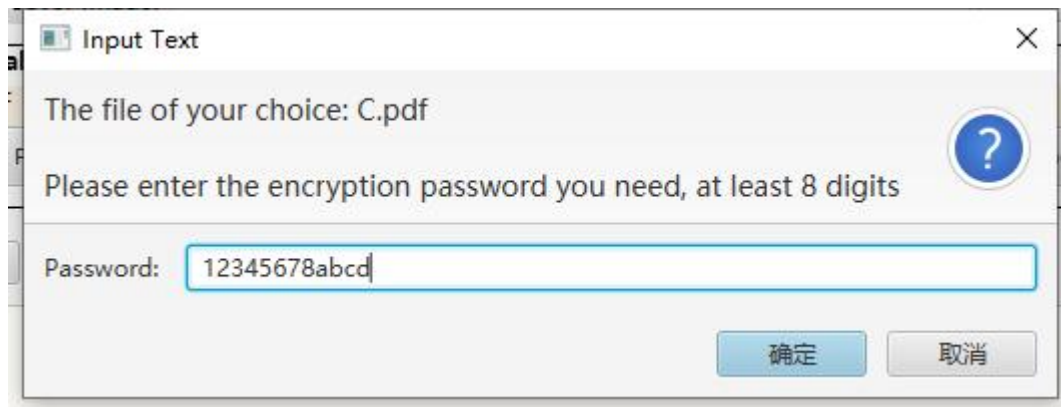 Input Text
The file of your choice: C.pdf
Please enter the encryption password you need, at least 8 digits
Password: 12345678abcd
确定 取消